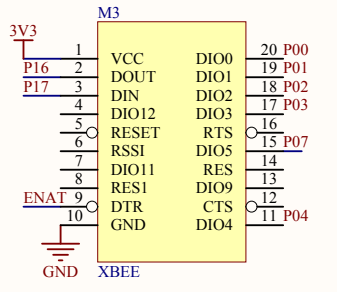 M3
3V3
1 VCC DIO0 20 P00
P16 2 DOUT DIO1 19 P01
P17 3 DIN DIO2 18 P02
4 DIO12 DIO3 17 P03
5 RESET RTS 16
6 RSSI DIO5 15 P07
7 DIO11 RES 14
8 RES1 DIO9 13
ENAT 9 DTR CTS 12
10 GND DIO4 11 P04
GND XBEE